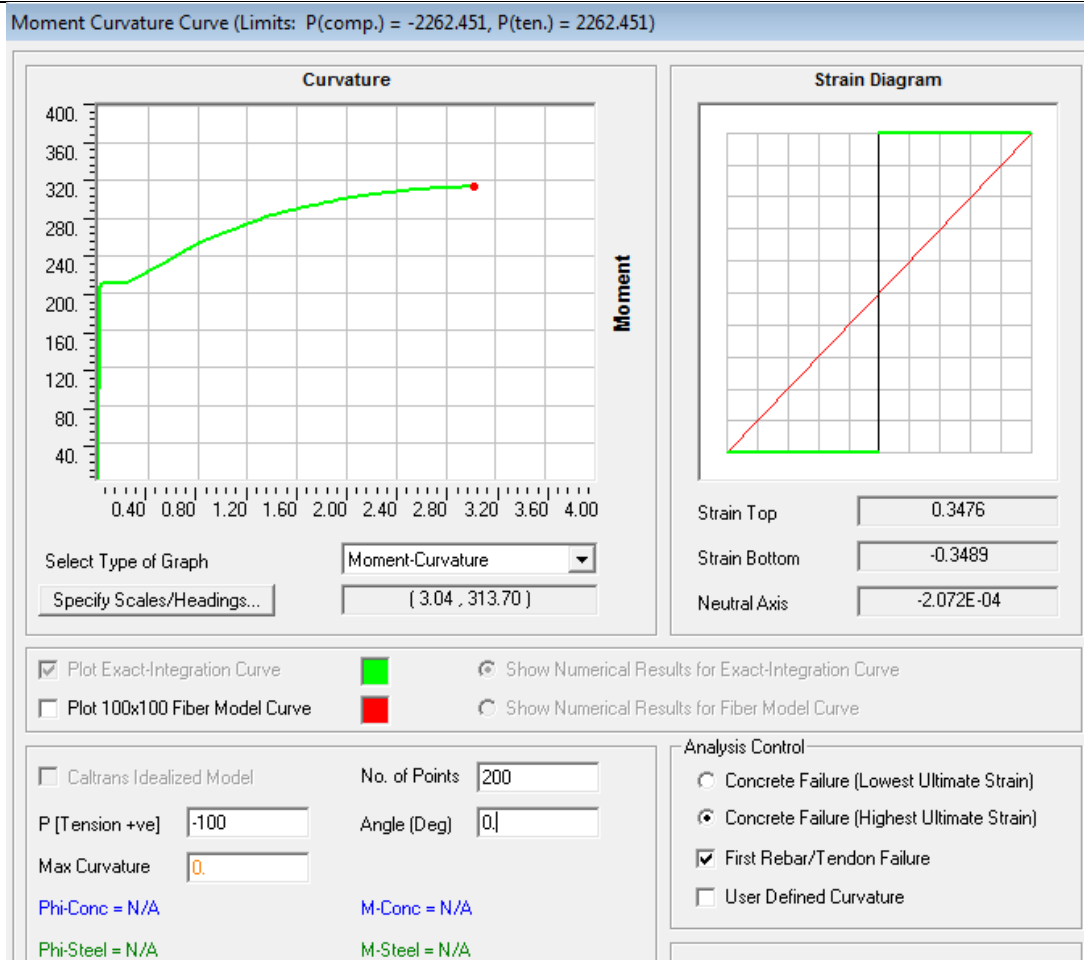 Moment Curvature Curve (Limits: P(comp.) = -2262.451, P(ten.) = 2262.451)
Curvature
400.
360.
320.
280.
240.
200.
160.
120.
80.
40.
Moment
0.40 0.80 1.20 1.60 2.00 2.40 2.80 3.20 3.60 4.00
Select Type of Graph Moment-Curvature
Specify Scales/Headings... ( 3.04 , 313.70 )
Strain Diagram
Strain Top 0.3476
Strain Bottom -0.3489
Neutral Axis -2.072E-04
Plot Exact-Integration Curve Show Numerical Results for Exact-Integration Curve
Plot 100x100 Fiber Model Curve Show Numerical Results for Fiber Model Curve
Caltrans Idealized Model No. of Points 200
P [Tension +ve] -100 Angle (Deg) 0.
Max Curvature 0.
Phi-Conc = N/A M-Conc = N/A
Phi-Steel = N/A M-Steel = N/A
Analysis Control
Concrete Failure (Lowest Ultimate Strain)
Concrete Failure (Highest Ultimate Strain)
First Rebar/Tendon Failure
User Defined Curvature